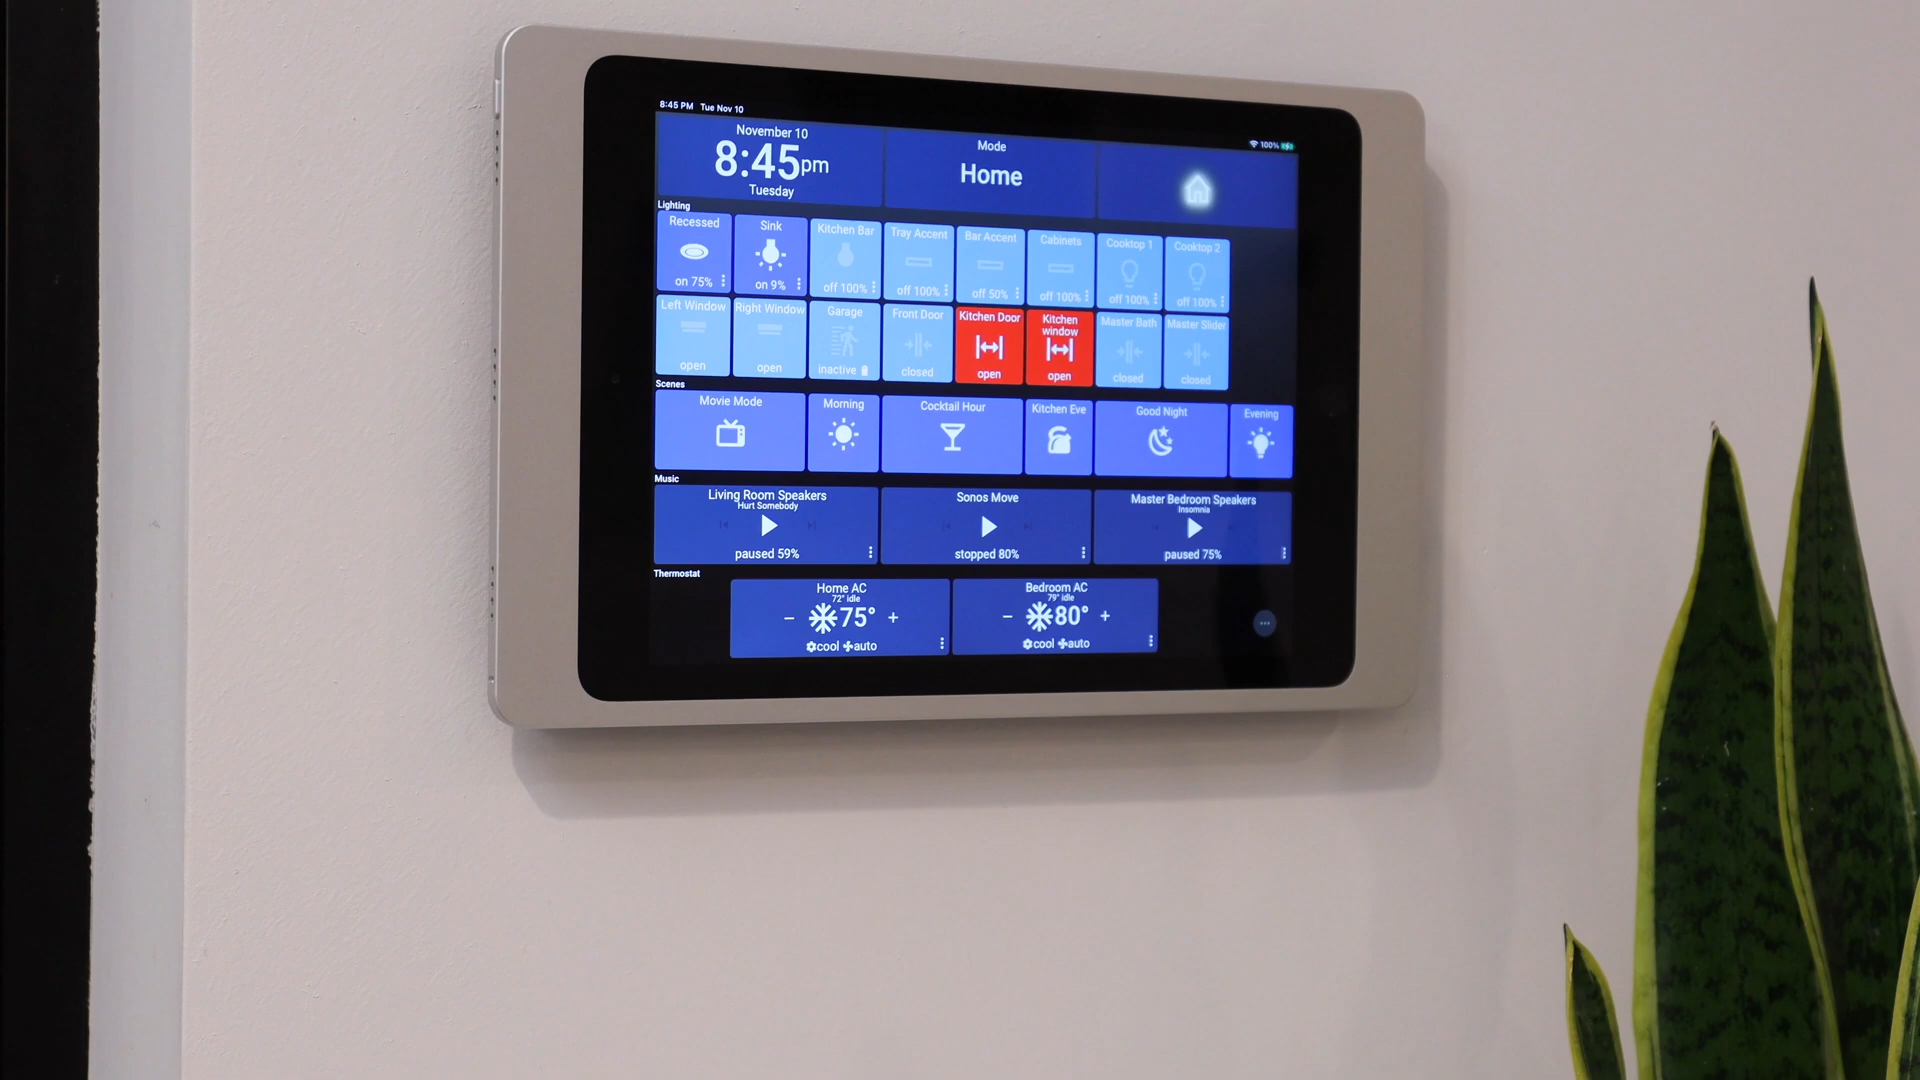 8:45 PM Tue Nov 10
100%
November 10
8:45pm
Tuesday
Mode
Home
Lighting
Recessed
on 75%
Sink
on 9%
Kitchen Bar
off 100%
Tray Accent
off 100%
Bar Accent
off 50%
Cabinets
off 100%
Cooktop 1
off 100%
Cooktop 2
off 100%
Left Window
open
Right Window
open
Garage
inactive
Front Door
closed
Kitchen Door
open
Kitchen
window
open
Master Bath
closed
Master Slider
closed
Scenes
Movie Mode
Morning
Cocktail Hour
Kitchen Eve
Good Night
Evening
Music
Living Room Speakers
Hurt Somebody
paused 59%
Sonos Move
stopped 80%
Master Bedroom Speakers
Insomnia
paused 75%
Thermostat
Home AC
72° idle
− 75° +
cool auto
Bedroom AC
79° idle
− 80° +
cool auto